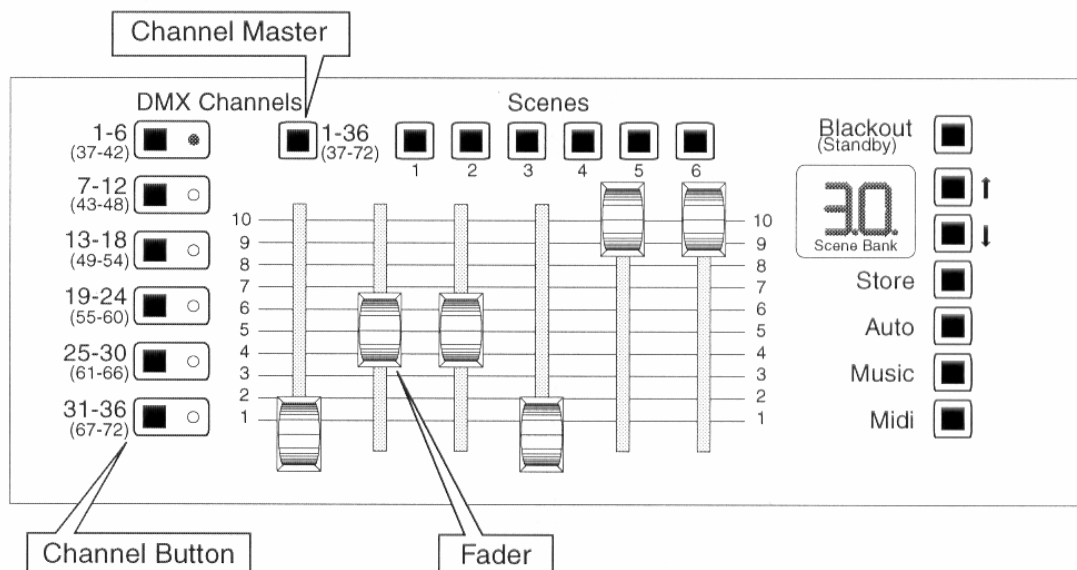 Channel Master
DMX Channels
Scenes
1-6
(37-42)
7-12
(43-48)
13-18
(49-54)
19-24
(55-60)
25-30
(61-66)
31-36
(67-72)
1-36
(37-72)
1 2 3 4 5 6
10 10
9 9
8 8
7 7
6 6
5 5
4 4
3 3
2 2
1 1
Blackout
(Standby)
3.0.
Scene Bank
Store
Auto
Music
Midi
Channel Button
Fader